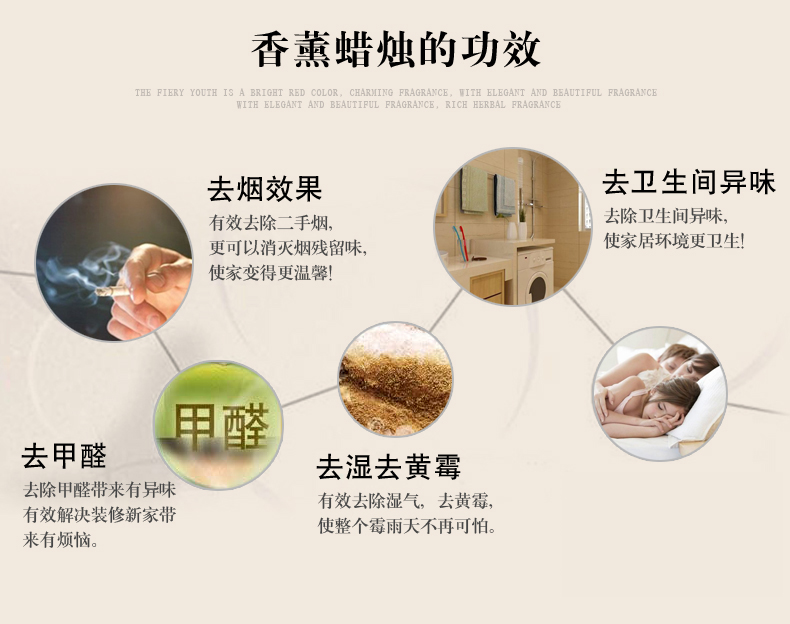 香薰蜡烛的功效
THE FIERY YOUTH IS A BRIGHT RED COLOR, CHARMING FRAGRANCE, WITH ELEGANT AND BEAUTIFUL FRAGRANCE
WITH ELEGANT AND BEAUTIFUL FRAGRANCE, RICH HERBAL FRAGRANCE
去烟效果
有效去除二手烟,
更可以消灭烟残留味,
使家变得更温馨!
去卫生间异味
去除卫生间异味,
使家居环境更卫生!
甲醛
去甲醛
去除甲醛带来有异味
有效解决装修新家带
来有烦恼。
去湿去黄霉
有效去除湿气, 去黄霉,
使整个霉雨天不再可怕。